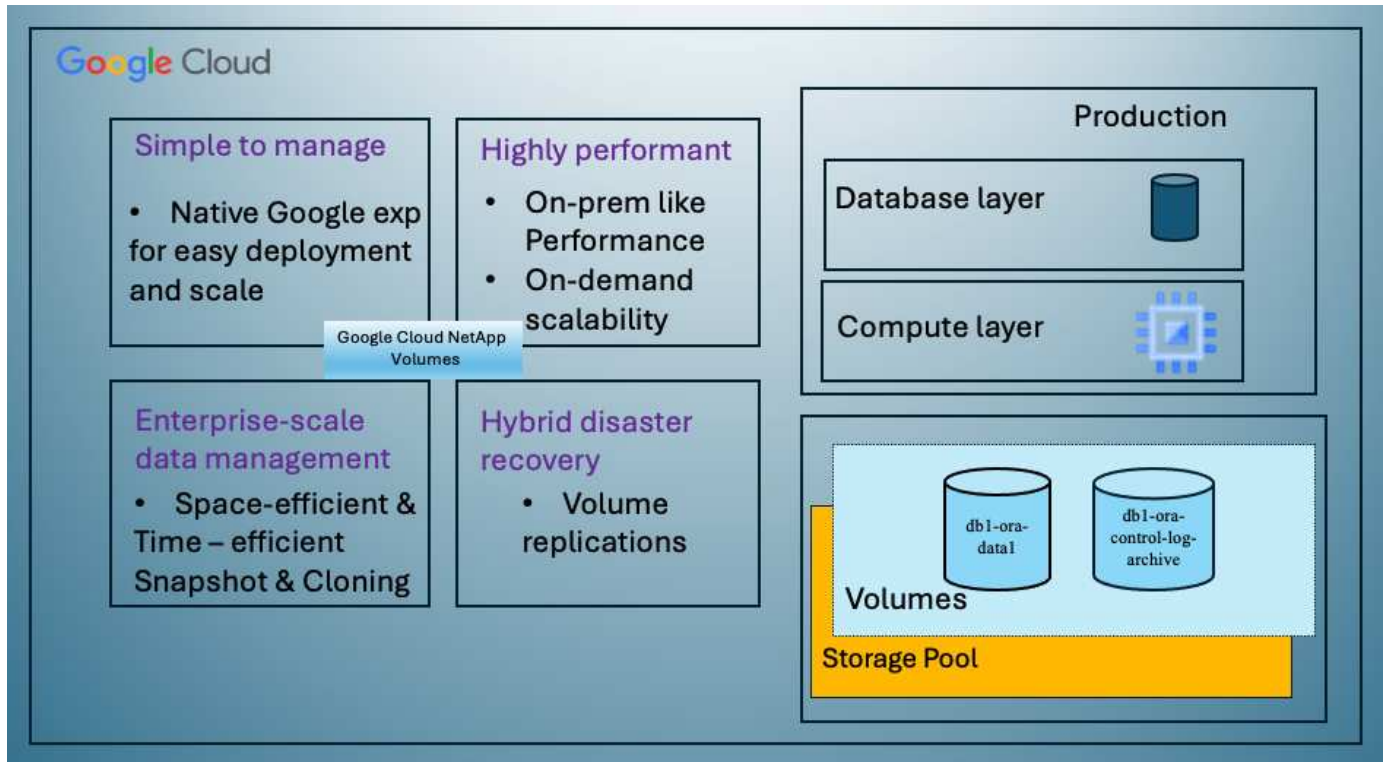 Google Cloud
Simple to manage
• Native Google exp
for easy deployment
and scale
Highly performant
• On-prem like
Performance
• On-demand
scalability
Google Cloud NetApp
Volumes
Enterprise-scale
data management
• Space-efficient &
Time – efficient
Snapshot & Cloning
Hybrid disaster
recovery
• Volume
replications
Production
Database layer
Compute layer
db1-ora-
data1
db1-ora-
control-log-
archive
Volumes
Storage Pool